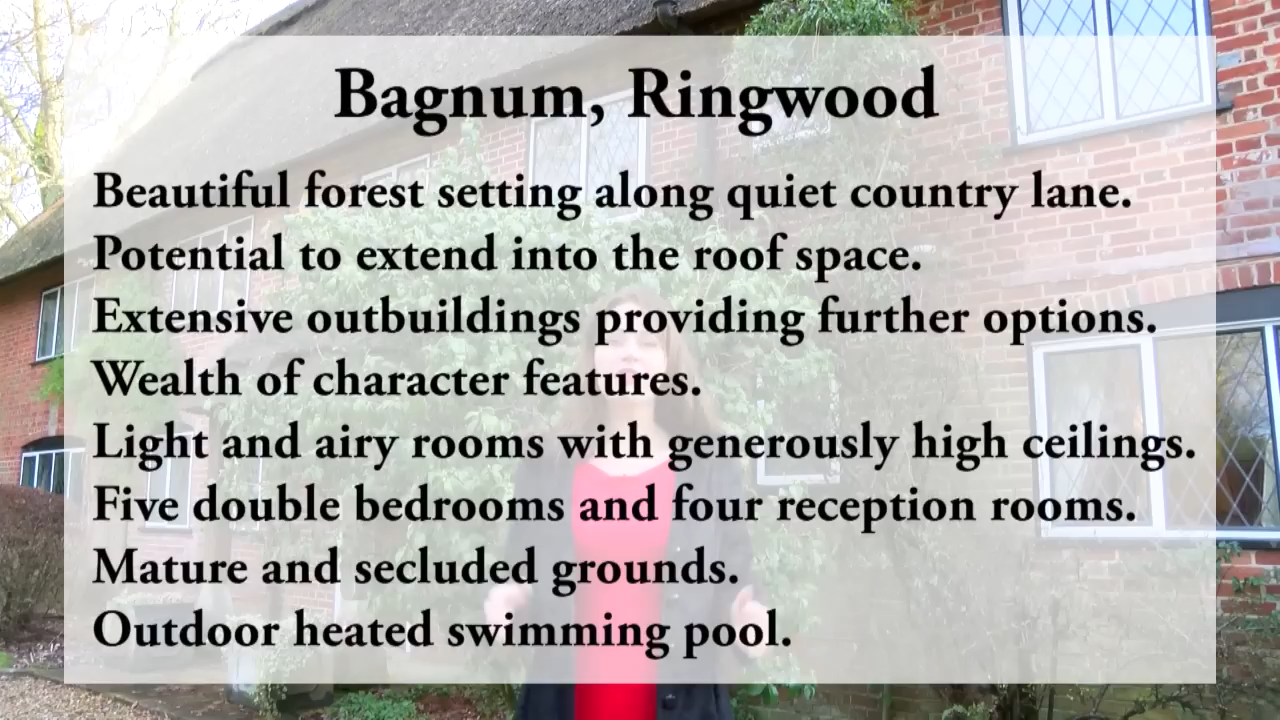 Bagnum, Ringwood
Beautiful forest setting along quiet country lane.
Potential to extend into the roof space.
Extensive outbuildings providing further options.
Wealth of character features.
Light and airy rooms with generously high ceilings.
Five double bedrooms and four reception rooms.
Mature and secluded grounds.
Outdoor heated swimming pool.